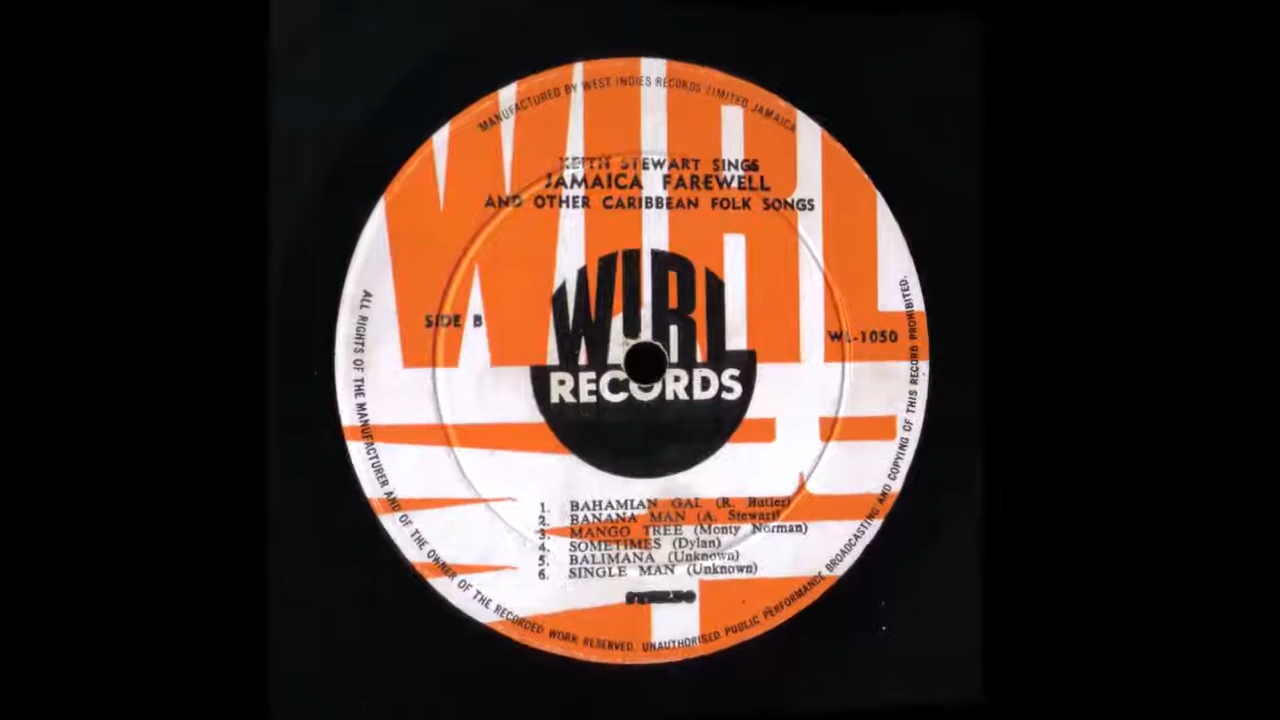 MANUFACTURED BY WEST INDIES RECORDS LIMITED JAMAICA
KEITH STEWART SINGS
JAMAICA FAREWELL
AND OTHER CARIBBEAN FOLK SONGS
WIRL
SIDE B
WL-1050
WIRL
RECORDS
1. BAHAMIAN GAL (R. Butler)
2. BANANA MAN (A. Stewart)
3. MANGO TREE (Monty Norman)
4. SOMETIMES (Dylan)
5. BALIMANA (Unknown)
6. SINGLE MAN (Unknown)
STEREO
ALL RIGHTS OF THE MANUFACTURER AND OF THE OWNER OF THE RECORDED WORK RESERVED. UNAUTHORISED PUBLIC PERFORMANCE BROADCASTING AND COPYING OF THIS RECORD PROHIBITED.